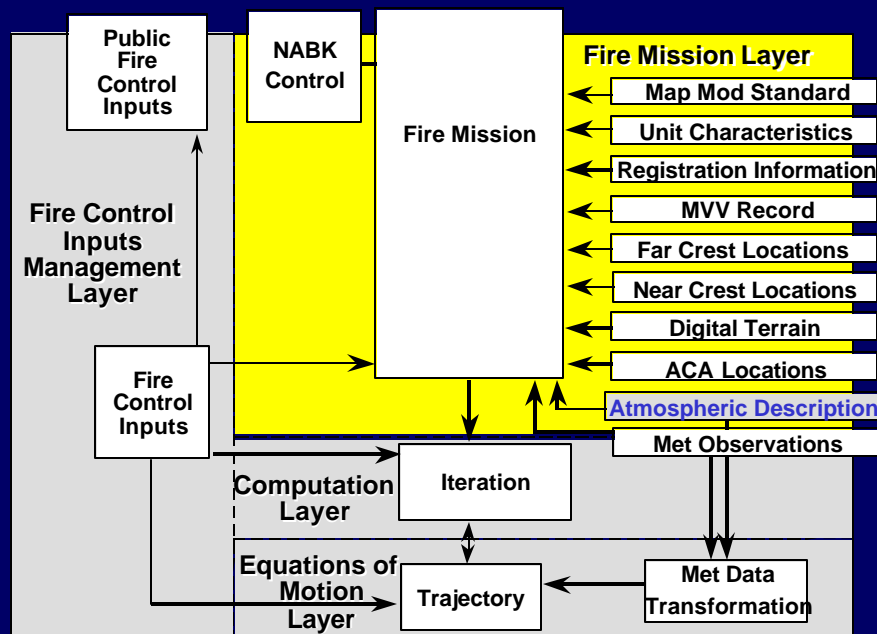 Public
Fire
Control
Inputs
NABK
Control
Fire Mission Layer
Fire Mission
Map Mod Standard
Unit Characteristics
Registration Information
MVV Record
Far Crest Locations
Near Crest Locations
Digital Terrain
ACA Locations
Atmospheric Description
Met Observations
Fire Control
Inputs
Management
Layer
Fire
Control
Inputs
Computation
Layer
Iteration
Equations of
Motion
Layer
Trajectory
Met Data
Transformation